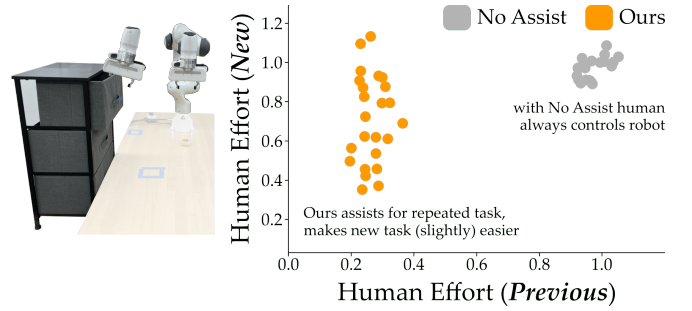 No Assist
Ours
1.2
1.0
0.8
0.6
0.4
0.2
Human Effort (New)
with No Assist human
always controls robot
Ours assists for repeated task,
makes new task (slightly) easier
0.0
0.2
0.4
0.6
0.8
1.0
Human Effort (Previous)